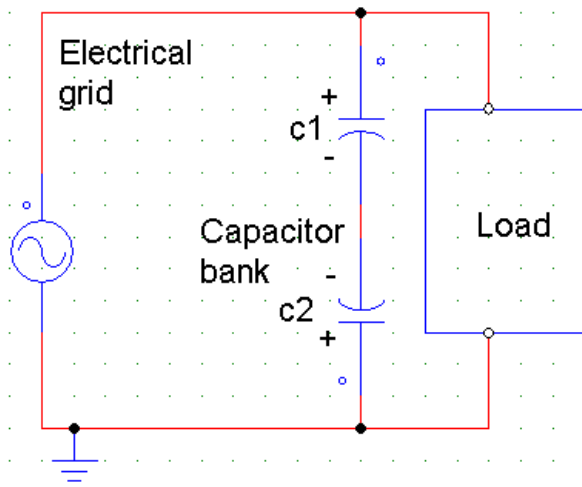 Electrical
grid
+
c1
-
Capacitor
bank
-
c2
+
Load